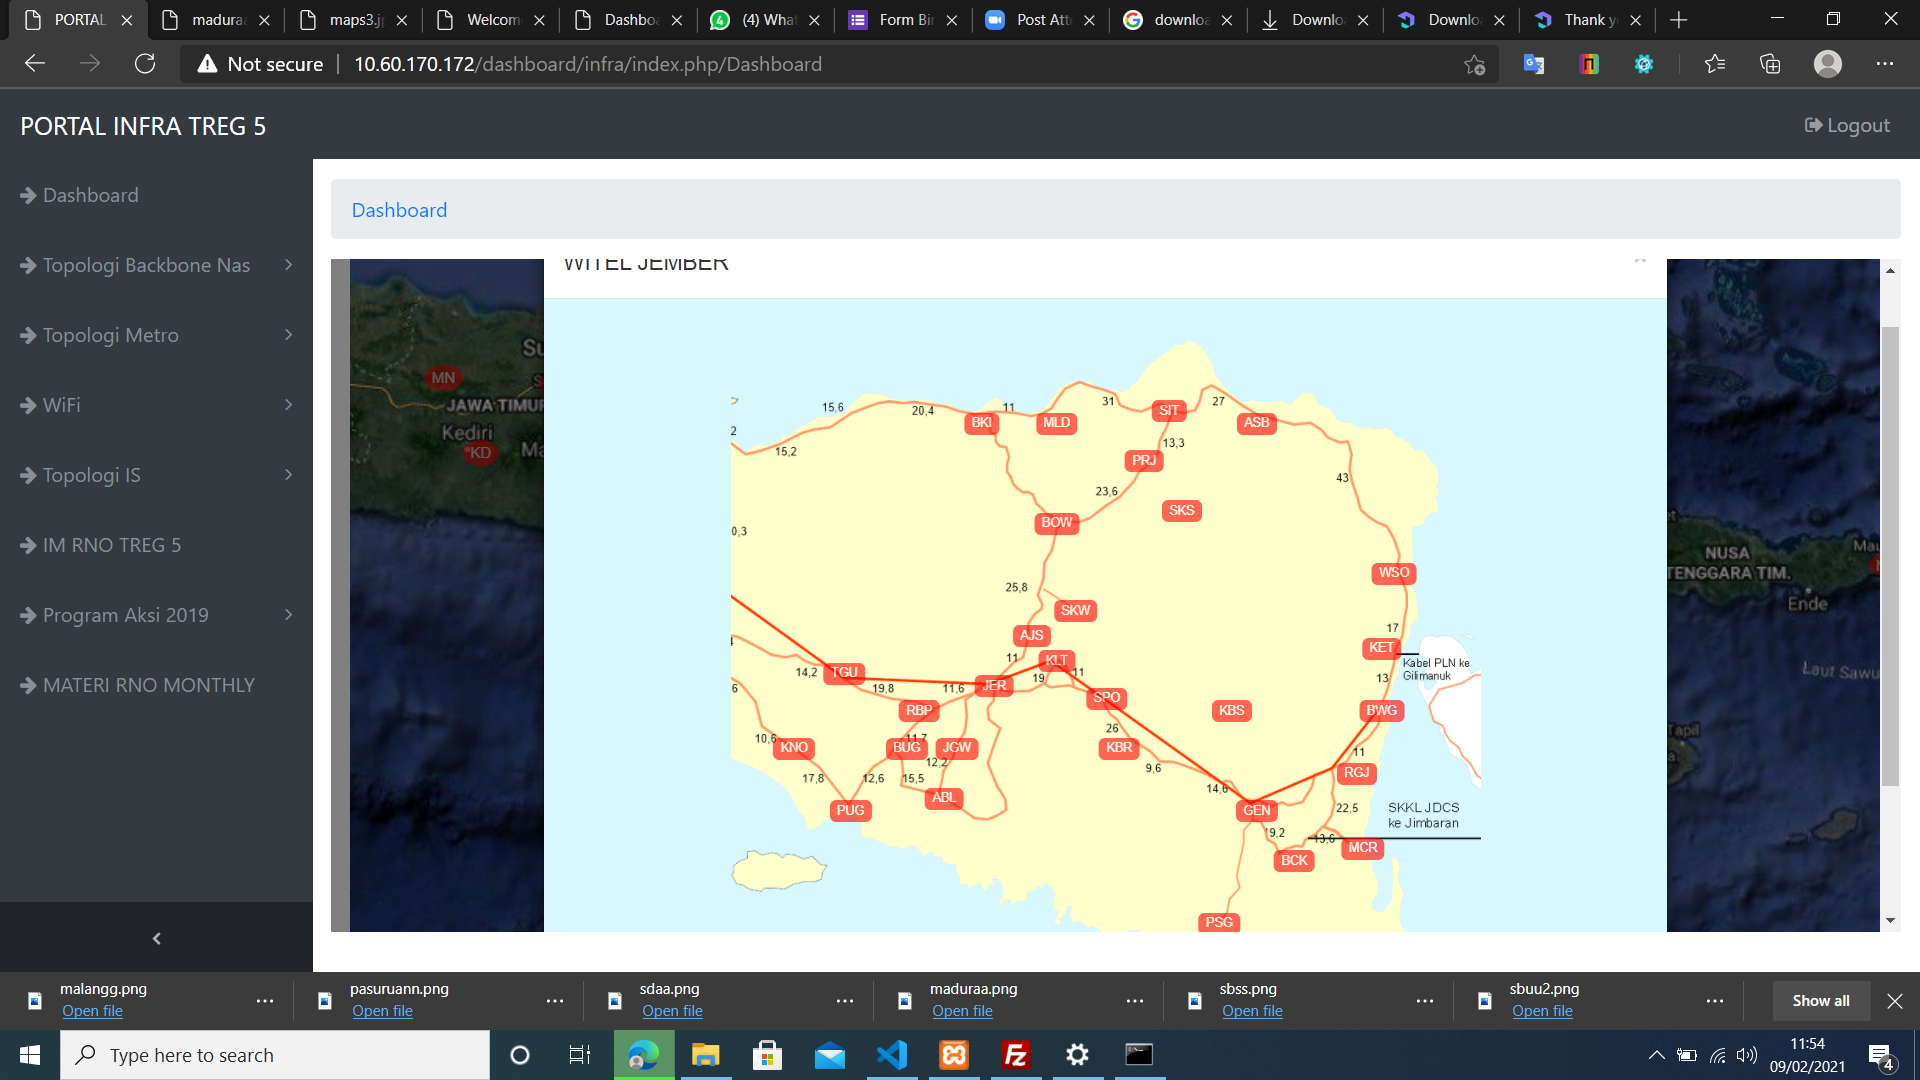 PORTAL
madura
maps3.j
Welcom
Dashbo
(4) Wha
Form Bi
Post Att
downlo
Downlo
Downlo
Thank y
Not secure
10.60.170.172/dashboard/infra/index.php/Dashboard
PORTAL INFRA TREG 5
Logout
Dashboard
Topologi Backbone Nas
Topologi Metro
WiFi
Topologi IS
IM RNO TREG 5
Program Aksi 2019
MATERI RNO MONTHLY
Dashboard
WITEL JEMBER
Su
MN
JAWA TIMUR
Kediri
KD
Ma
15,6
20,4
11
31
27
BKI
MLD
SIT
ASB
2
15,2
13,3
PRJ
43
23,6
SKS
BOW
0,3
WSO
25,8
SKW
17
AJS
KET
11
KLT
Kabel PLN ke
Gilimanuk
14,2
TGU
19,8
11,6
JER
19
11
13
6
RBP
SPO
KBS
BWG
26
10,6
KNO
11,7
BUG
JGW
KBR
11
12,2
9,6
RGJ
17,8
12,6
15,5
14,6
ABL
PUG
GEN
22,5
SKKL JDCS
ke Jimbaran
19,2
13,6
BCK
MCR
PSG
NUSA
TENGGARA TIM.
Mau
Ende
Laut Sawu
malangg.png
Open file
pasuruann.png
Open file
sdaa.png
Open file
maduraa.png
Open file
sbss.png
Open file
sbuu2.png
Open file
Show all
Type here to search
11:54
09/02/2021
4